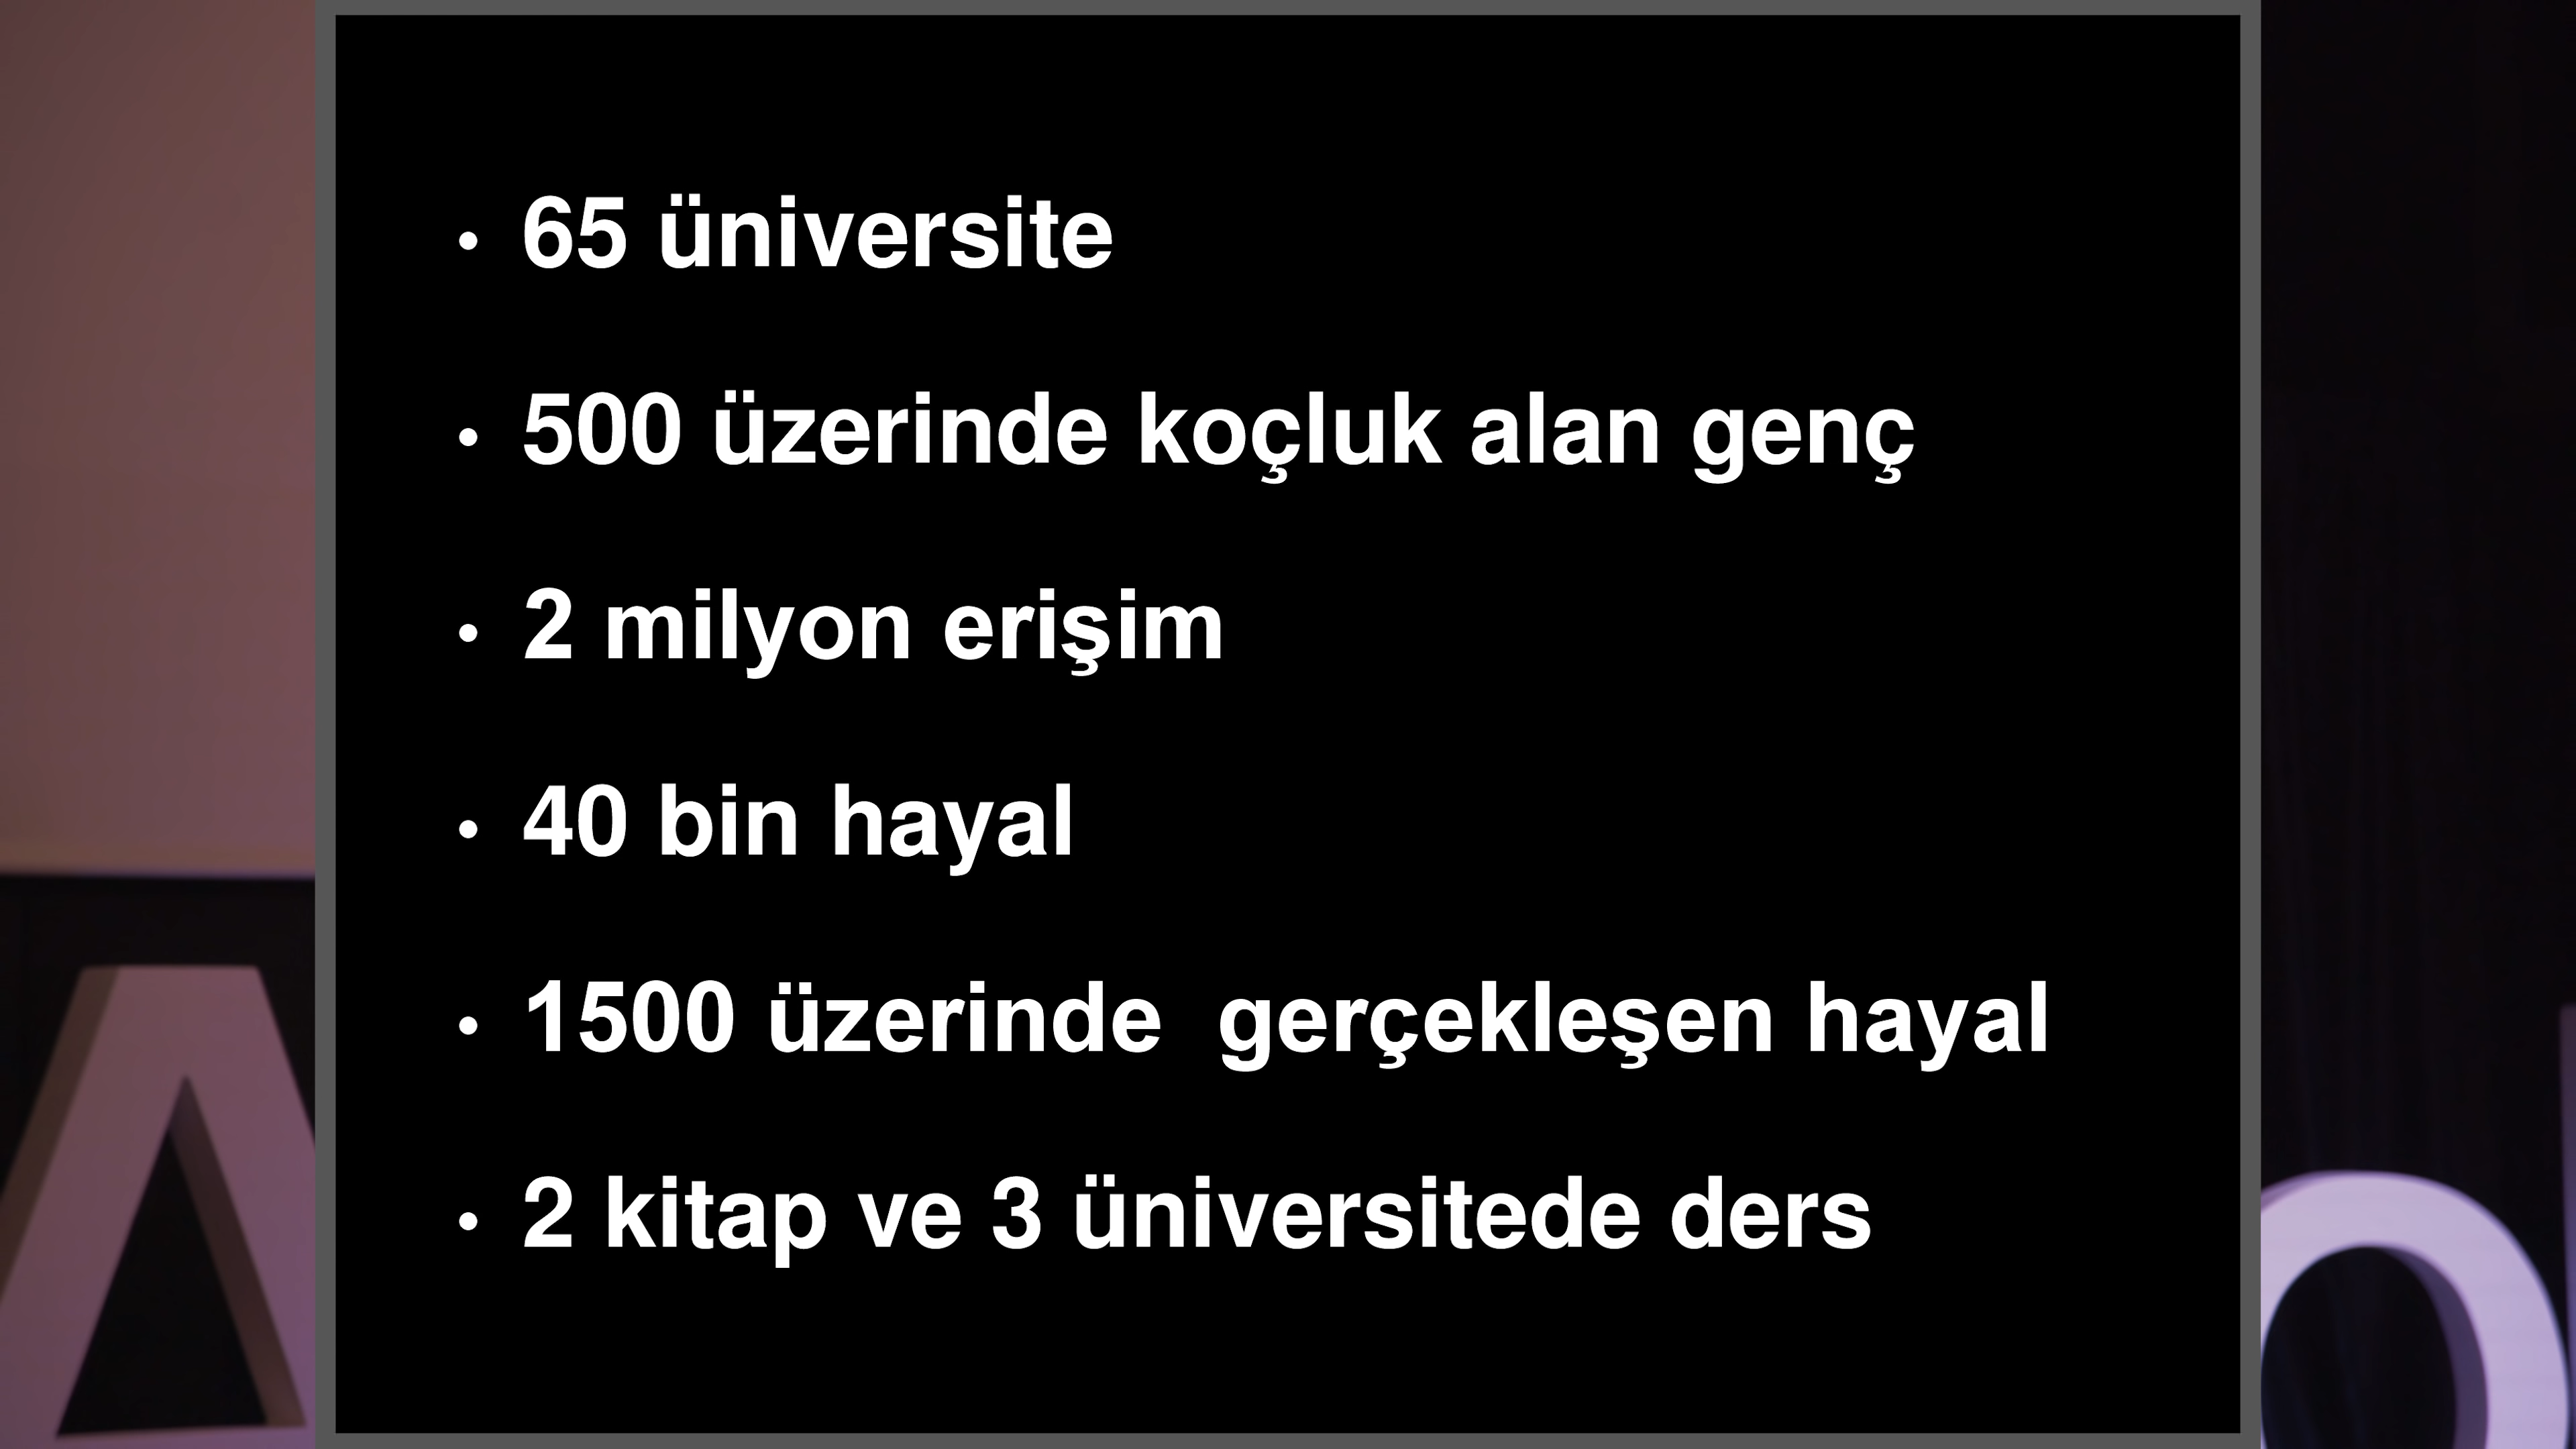 • 65 üniversite
• 500 üzerinde koçluk alan genç
• 2 milyon erişim
• 40 bin hayal
• 1500 üzerinde  gerçekleşen hayal
• 2 kitap ve 3 üniversitede ders